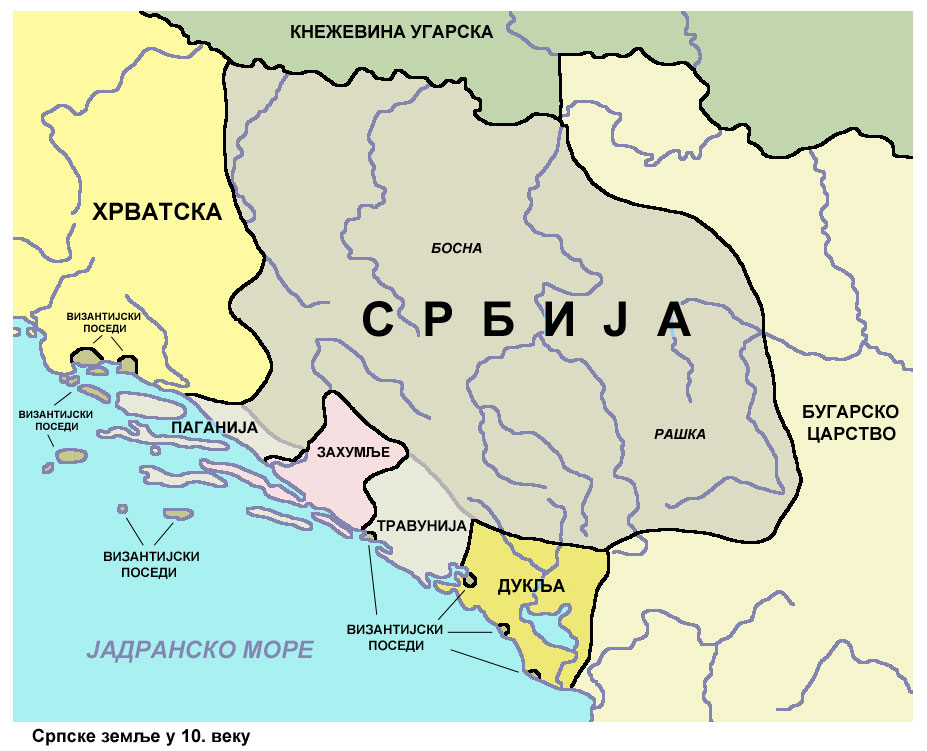 КНЕЖЕВИНА УГАРСКА
ХРВАТСКА
БОСНА
С Р Б И Ј А
ВИЗАНТИЈСКИ
ПОСЕДИ
ВИЗАНТИЈСКИ
ПОСЕДИ
ПАГАНИЈА
ЗАХУМЉЕ
РАШКА
БУГАРСКО
ЦАРСТВО
ТРАВУНИЈА
ВИЗАНТИЈСКИ
ПОСЕДИ
ДУКЉА
ВИЗАНТИЈСКИ
ПОСЕДИ
ЈАДРАНСКО МОРЕ
Српске земље у 10. веку